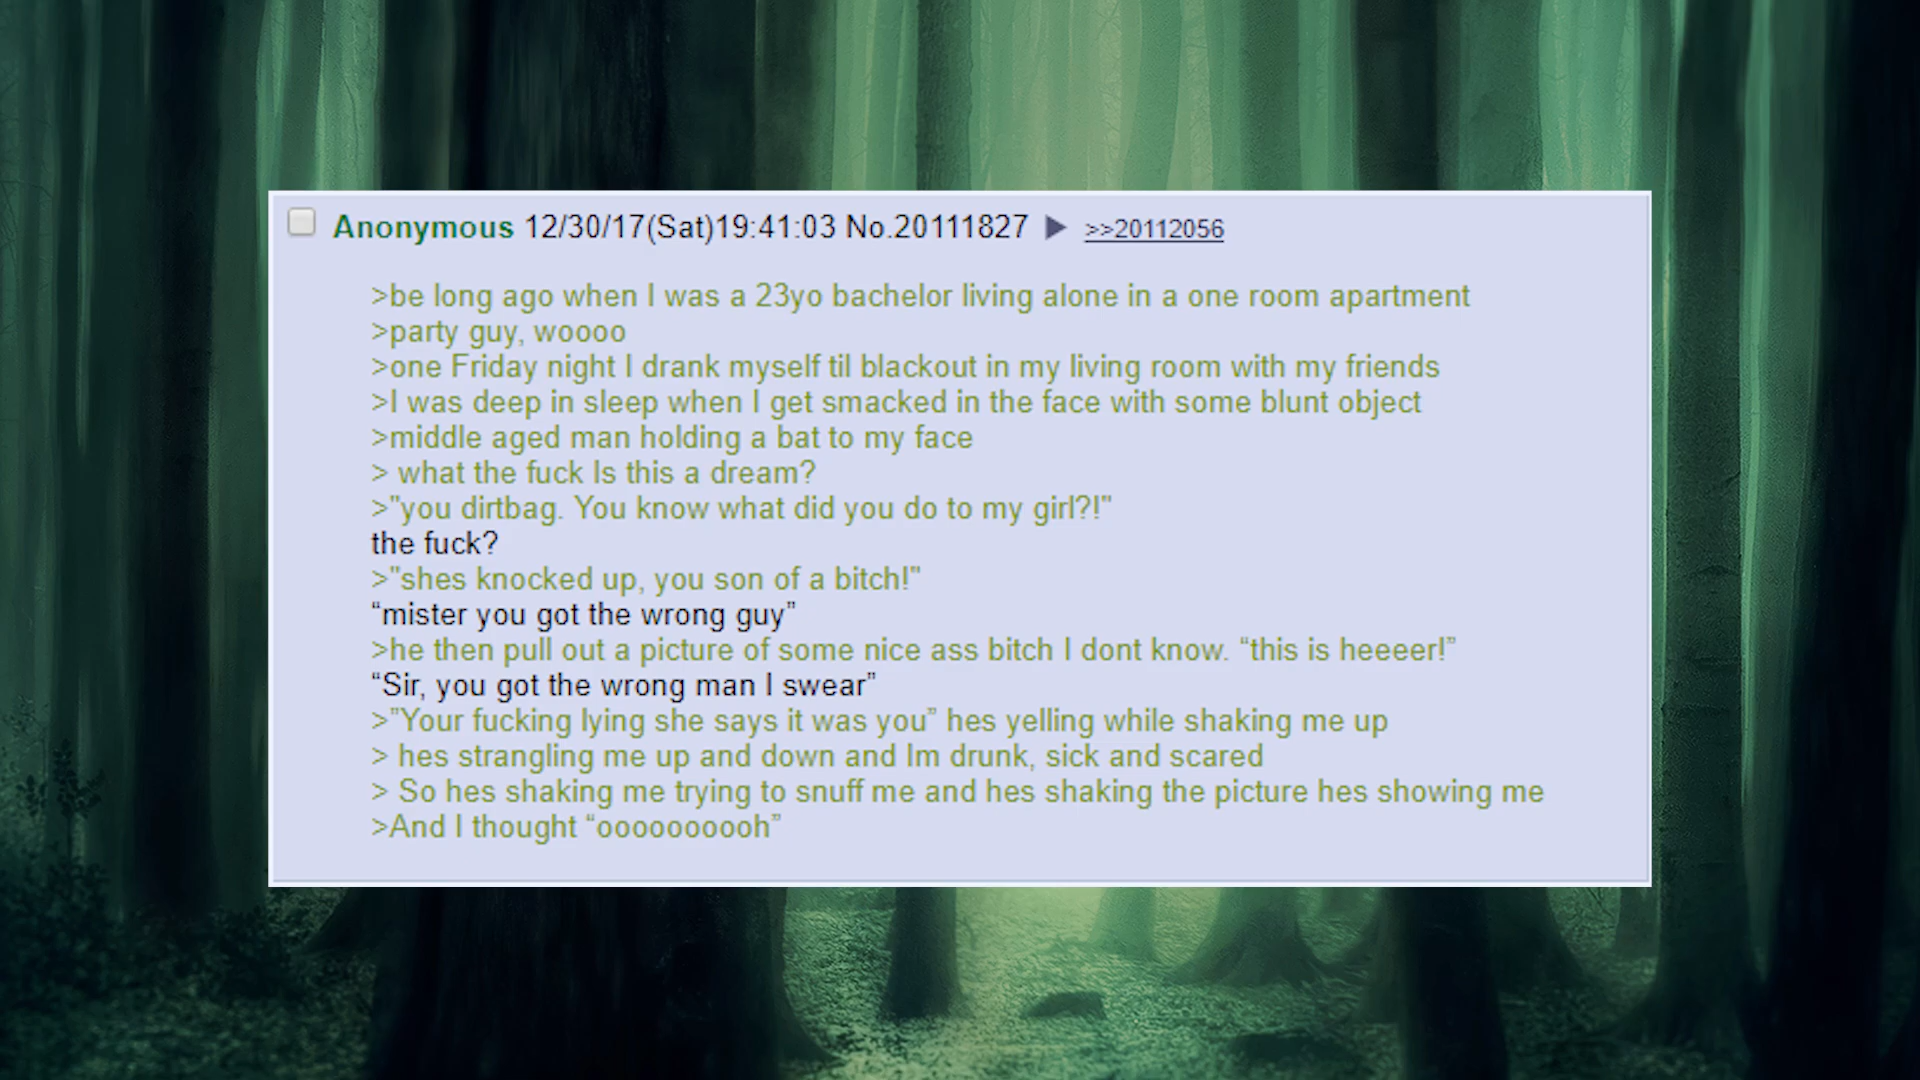 Anonymous 12/30/17(Sat)19:41:03 No.20111827 ▶ >>20112056
>be long ago when I was a 23yo bachelor living alone in a one room apartment
>party guy, woooo
>one Friday night I drank myself til blackout in my living room with my friends
>I was deep in sleep when I get smacked in the face with some blunt object
>middle aged man holding a bat to my face
> what the fuck Is this a dream?
>"you dirtbag. You know what did you do to my girl?!"
the fuck?
>"shes knocked up, you son of a bitch!"
“mister you got the wrong guy”
>he then pull out a picture of some nice ass bitch I dont know. “this is heeeer!”
“Sir, you got the wrong man I swear”
>”Your fucking lying she says it was you” hes yelling while shaking me up
> hes strangling me up and down and Im drunk, sick and scared
> So hes shaking me trying to snuff me and hes shaking the picture hes showing me
>And I thought “ooooooooooh”